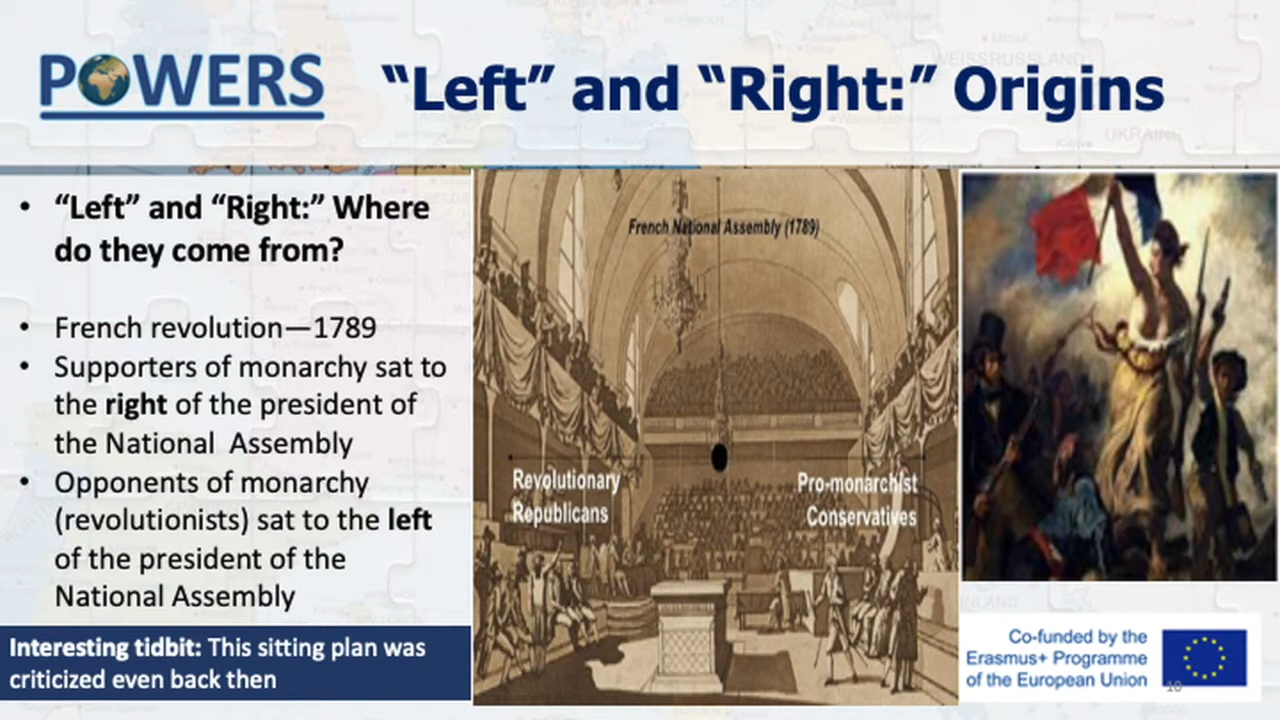 POWERS
“Left” and “Right:” Origins
• “Left” and “Right:” Where
do they come from?
• French revolution—1789
• Supporters of monarchy sat to
the right of the president of
the National Assembly
• Opponents of monarchy
(revolutionists) sat to the left
of the president of the
National Assembly
Interesting tidbit: This sitting plan was
criticized even back then
French National Assembly (1789)
Revolutionary
Republicans
Pro-monarchist
Conservatives
Co-funded by the
Erasmus+ Programme
of the European Union
10
WEISSRUSSLAND
UKRAINE